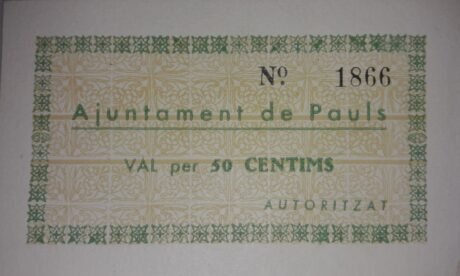 Nº 1866
Ajuntament de Pauls
VAL per 50 CENTIMS
AUTORITZAT